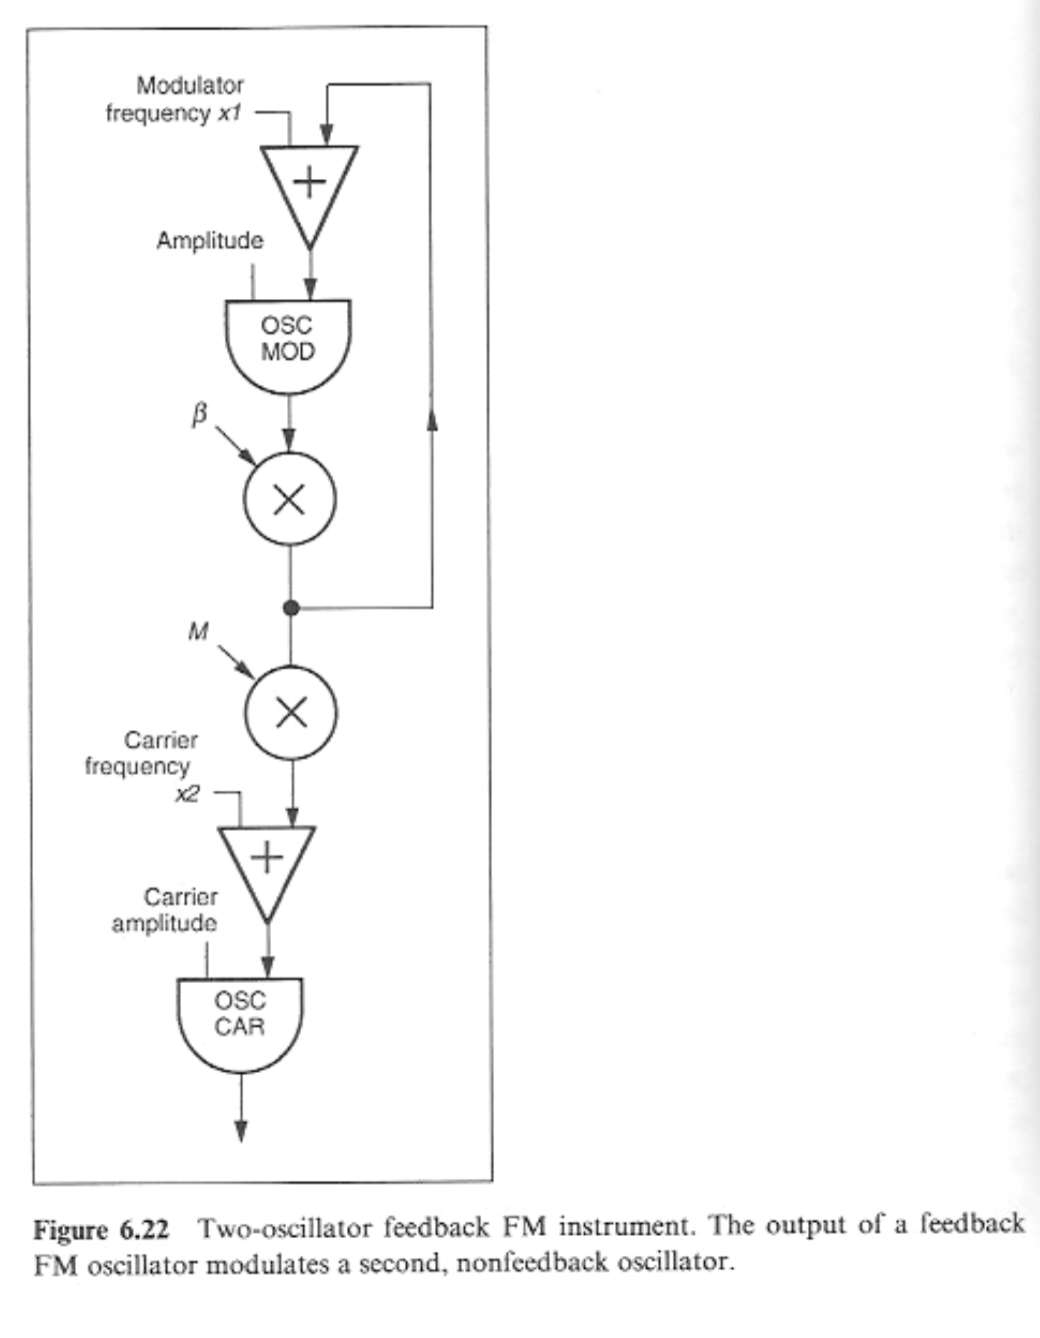 Modulator
frequency x1
+
Amplitude
OSC
MOD
β
×
M
×
Carrier
frequency
x2
+
Carrier
amplitude
OSC
CAR
Figure 6.22 Two-oscillator feedback FM instrument. The output of a feedback
FM oscillator modulates a second, nonfeedback oscillator.